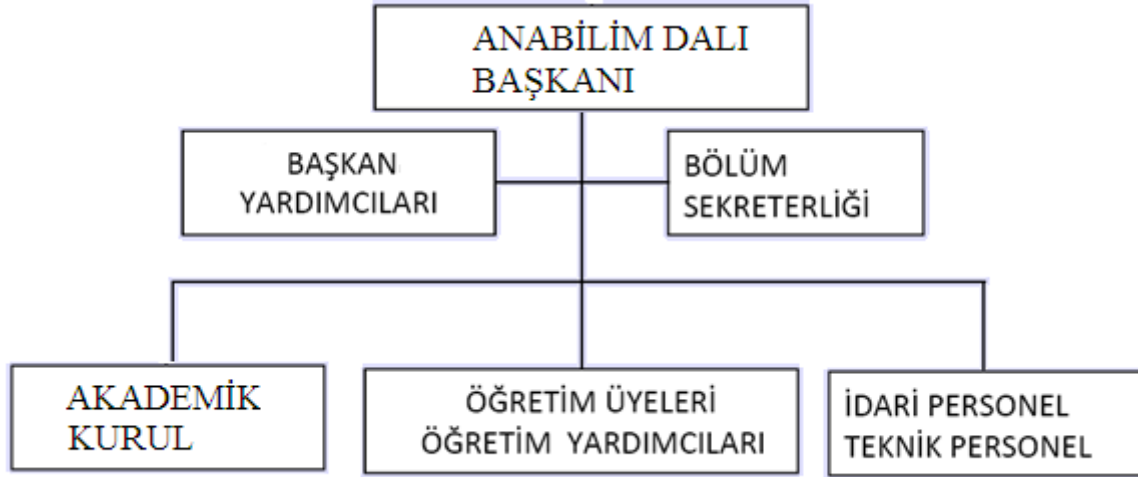 ANABİLİM DALI
BAŞKANI
BAŞKAN
YARDIMCILARI
BÖLÜM
SEKRETERLİĞİ
AKADEMİK
KURUL
ÖĞRETİM ÜYELERİ
ÖĞRETİM YARDIMCILARI
İDARİ PERSONEL
TEKNİK PERSONEL